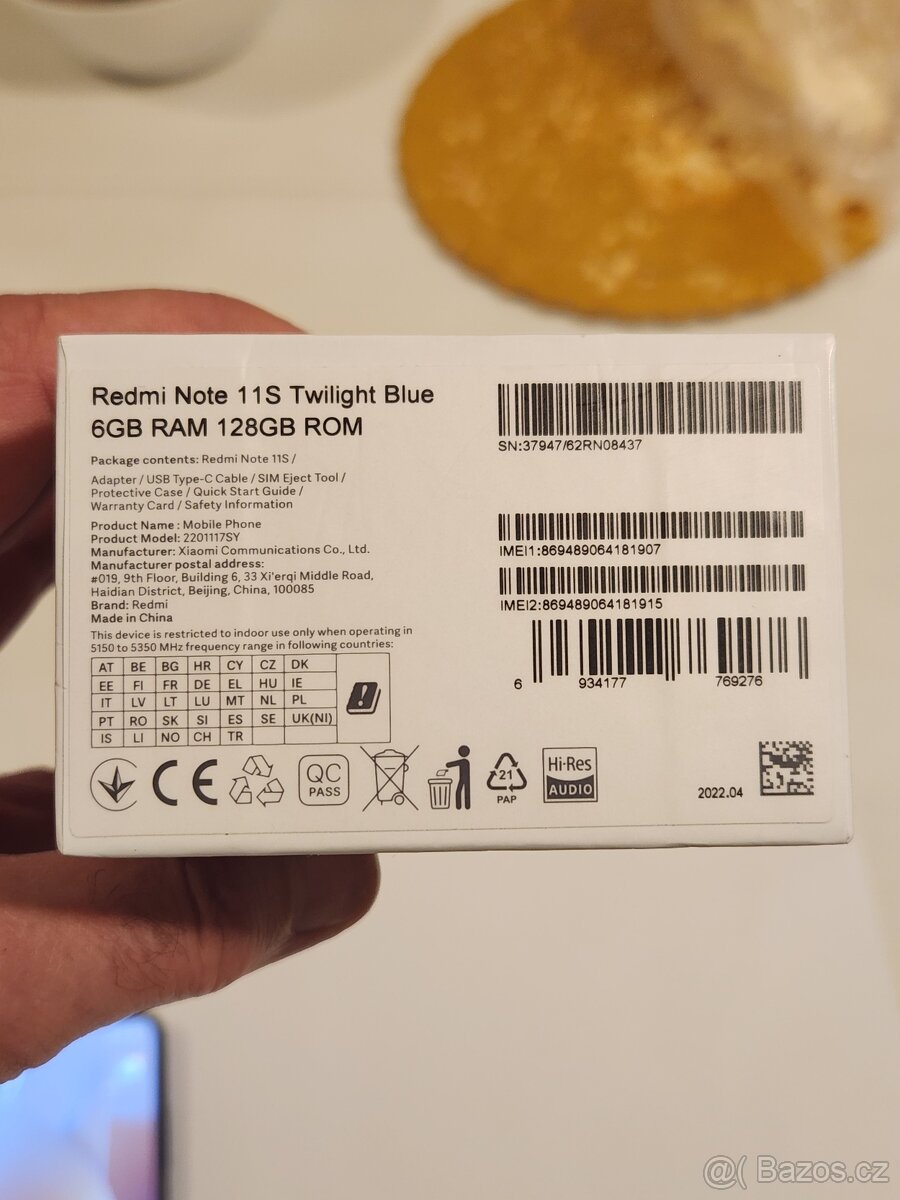 Redmi Note 11S Twilight Blue
6GB RAM 128GB ROM
Package contents: Redmi Note 11S /
Adapter / USB Type-C Cable / SIM Eject Tool /
Protective Case / Quick Start Guide /
Warranty Card / Safety Information
Product Name : Mobile Phone
Product Model: 2201117SY
Manufacturer: Xiaomi Communications Co., Ltd.
Manufacturer postal address:
#019, 9th Floor, Building 6, 33 Xi'erqi Middle Road,
Haidian District, Beijing, China, 100085
Brand: Redmi
Made in China
This device is restricted to indoor use only when operating in
5150 to 5350 MHz frequency range in following countries:
AT BE BG HR CY CZ DK
EE FI FR DE EL HU IE
IT LV LT LU MT NL PL
PT RO SK SI ES SE UK(NI)
IS LI NO CH TR
CE
QC
PASS
21
PAP
Hi-Res
AUDIO
SN:37947/62RN08437
IMEI1:869489064181907
IMEI2:869489064181915
6 934177 769276
2022.04
@( Bazos.cz